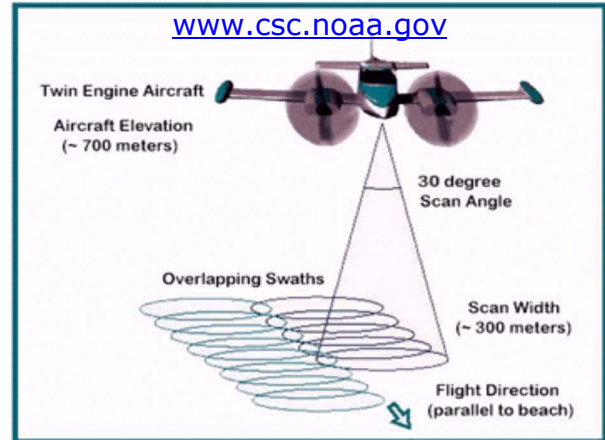 www.csc.noaa.gov
Twin Engine Aircraft
Aircraft Elevation
(~ 700 meters)
30 degree
Scan Angle
Overlapping Swaths
Scan Width
(~ 300 meters)
Flight Direction
(parallel to beach)